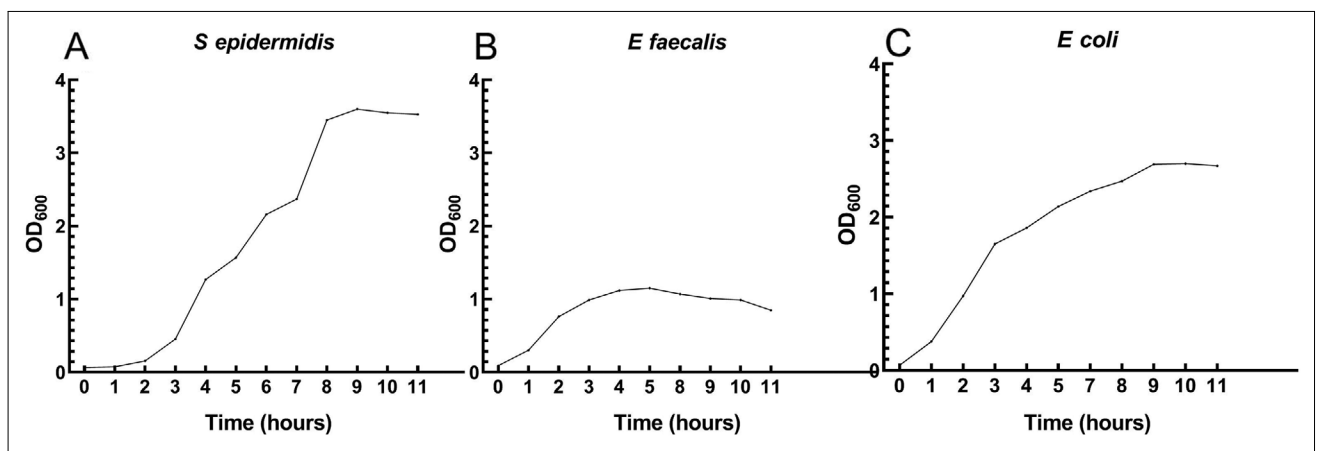 A
S epidermidis
4
3
2
1
0
OD600
0 1 2 3 4 5 6 7 8 9 10 11
Time (hours)
B
E faecalis
4
3
2
1
0
OD600
0 1 2 3 4 5 8 9 10 11
Time (hours)
C
E coli
4
3
2
1
0
OD600
0 1 2 3 4 5 7 8 9 10 11
Time (hours)